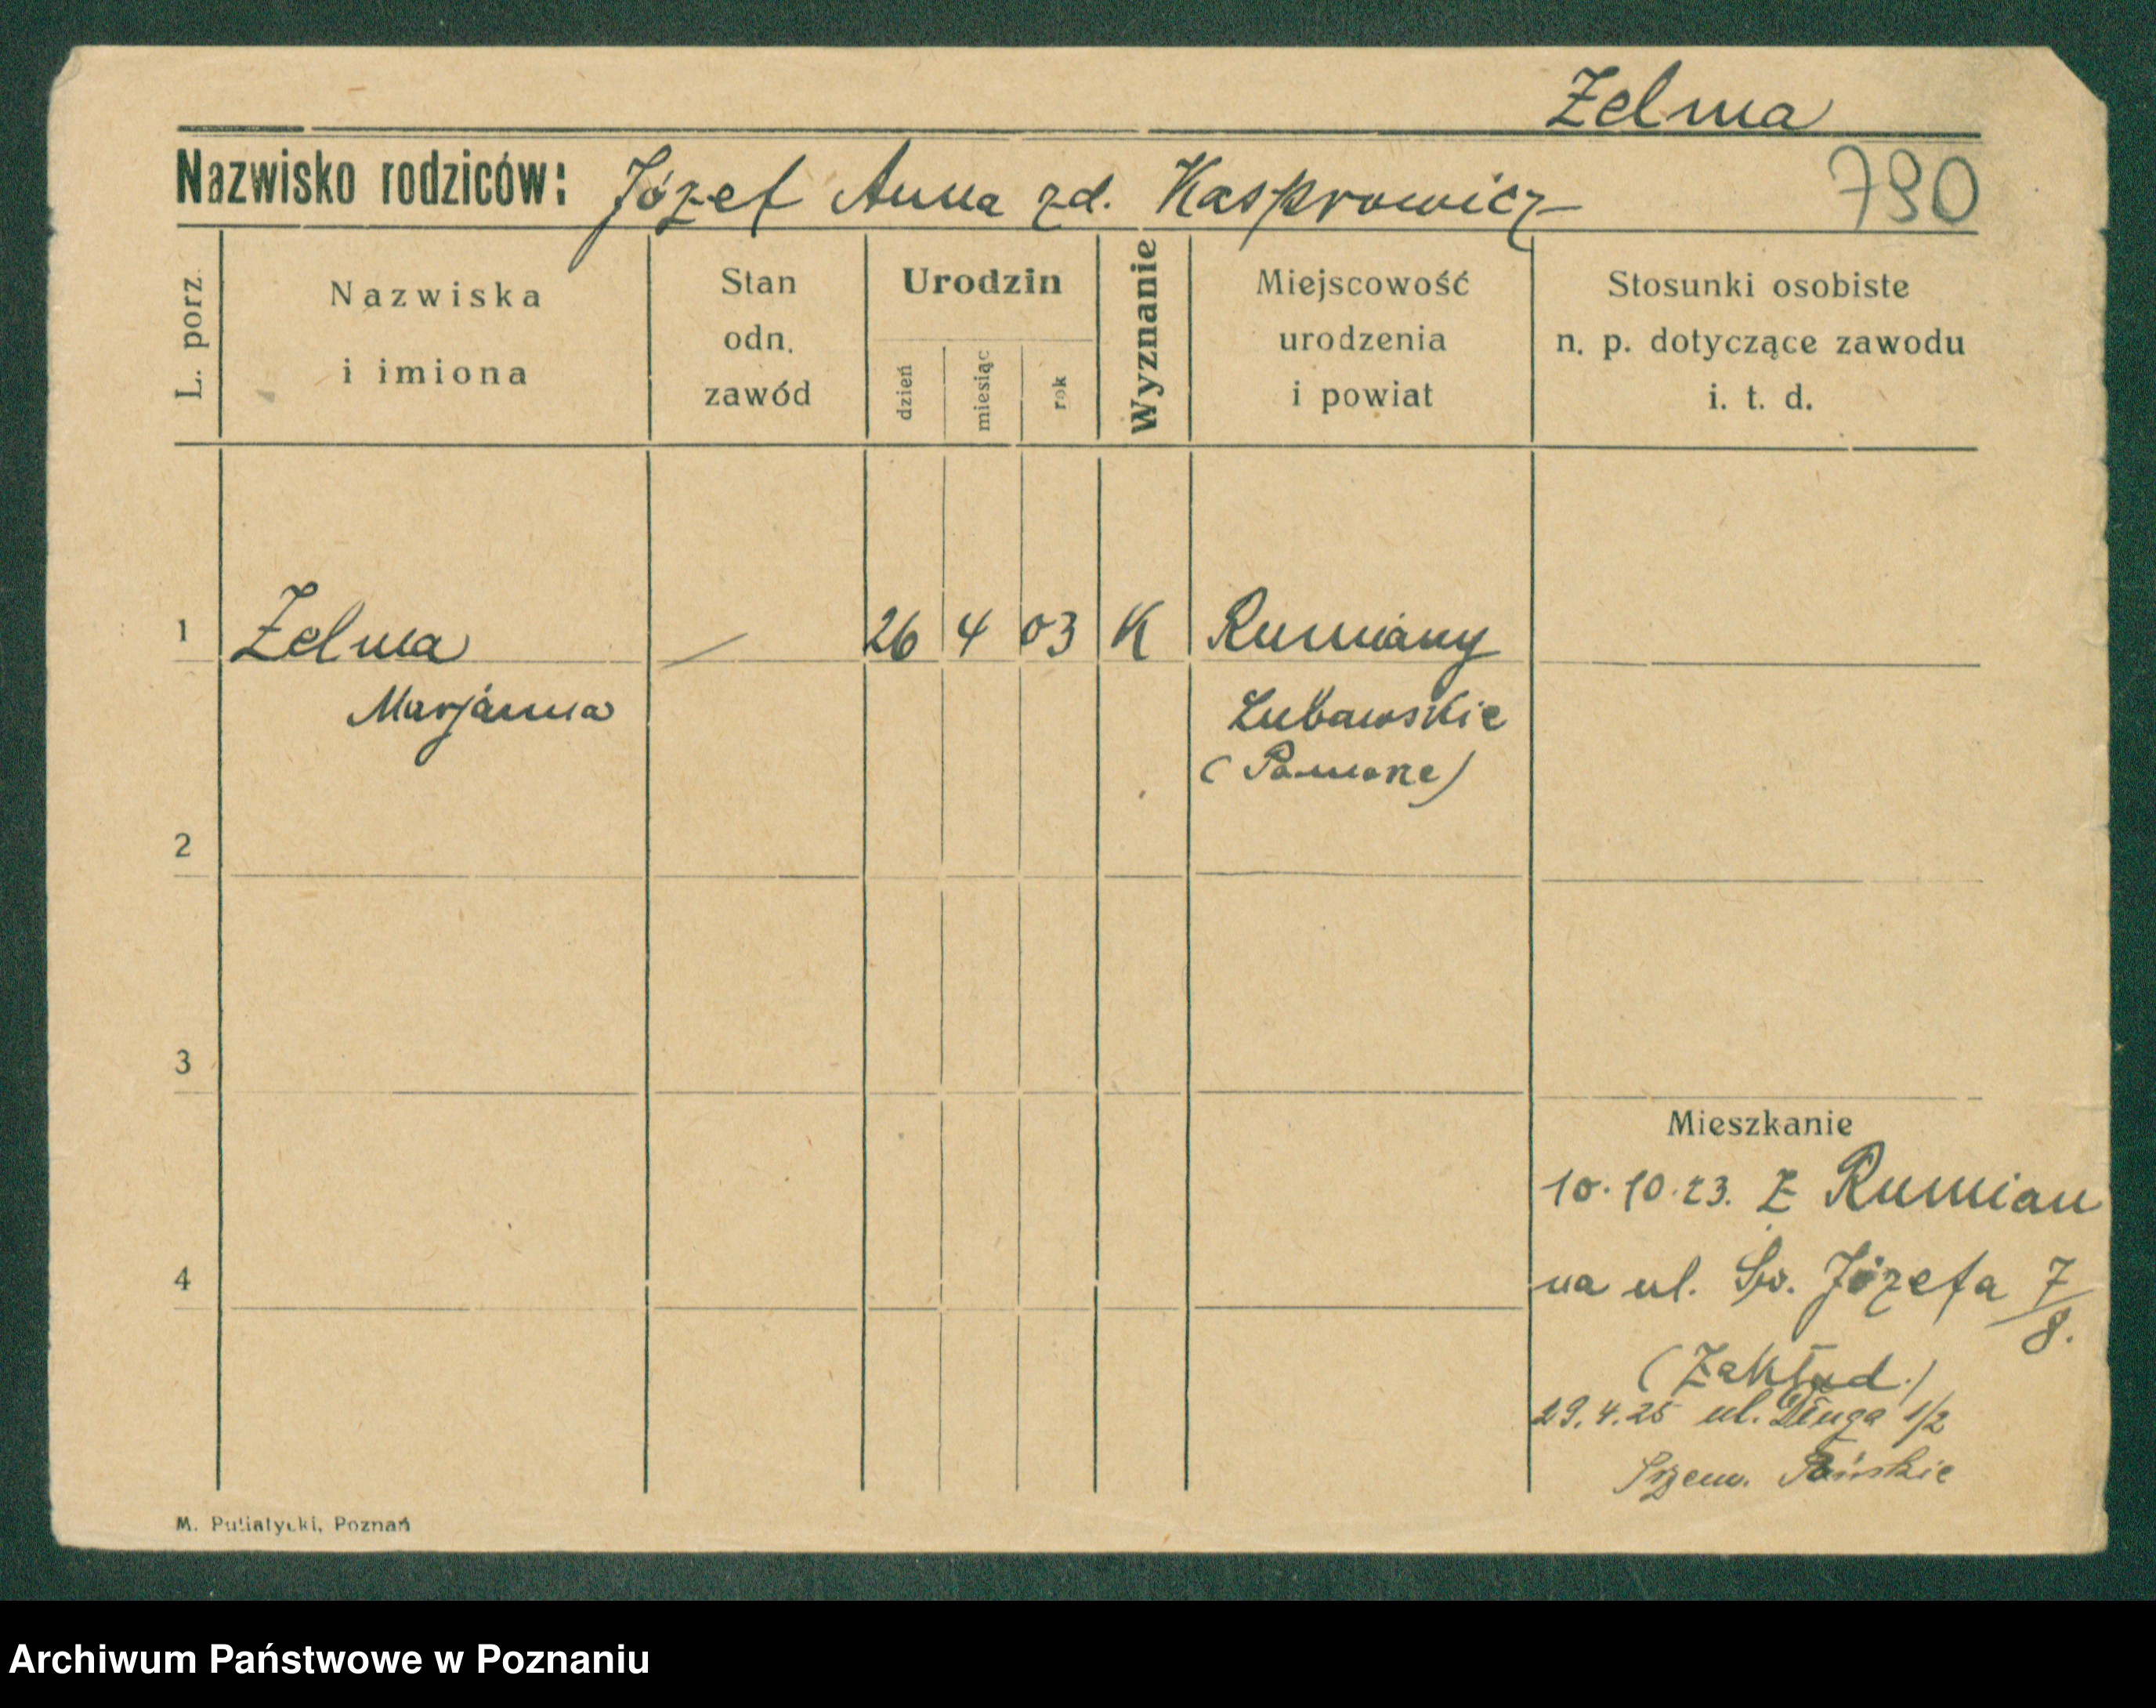 Zelma
Nazwisko rodziców: Józef Anna zd. Kasprowicz 790
L. porz.
Nazwiska
i imiona
Stan
odn.
zawód
Urodzin
dzień
miesiąc
rok
Wyznanie
Miejscowość
urodzenia
i powiat
Stosunki osobiste
n. p. dotyczące zawodu
i. t. d.
1 Zelma 26 4 03 K Rumiany
Marjanna Lubawskie
2
3
Mieszkanie
10.10.23. Z Rumian
na ul. Św. Józefa 7/8.
4
(Zakład.)
29.4.25 ul. Długa 1/2
M. Putiatycki, Poznań
Archiwum Państwowe w Poznaniu